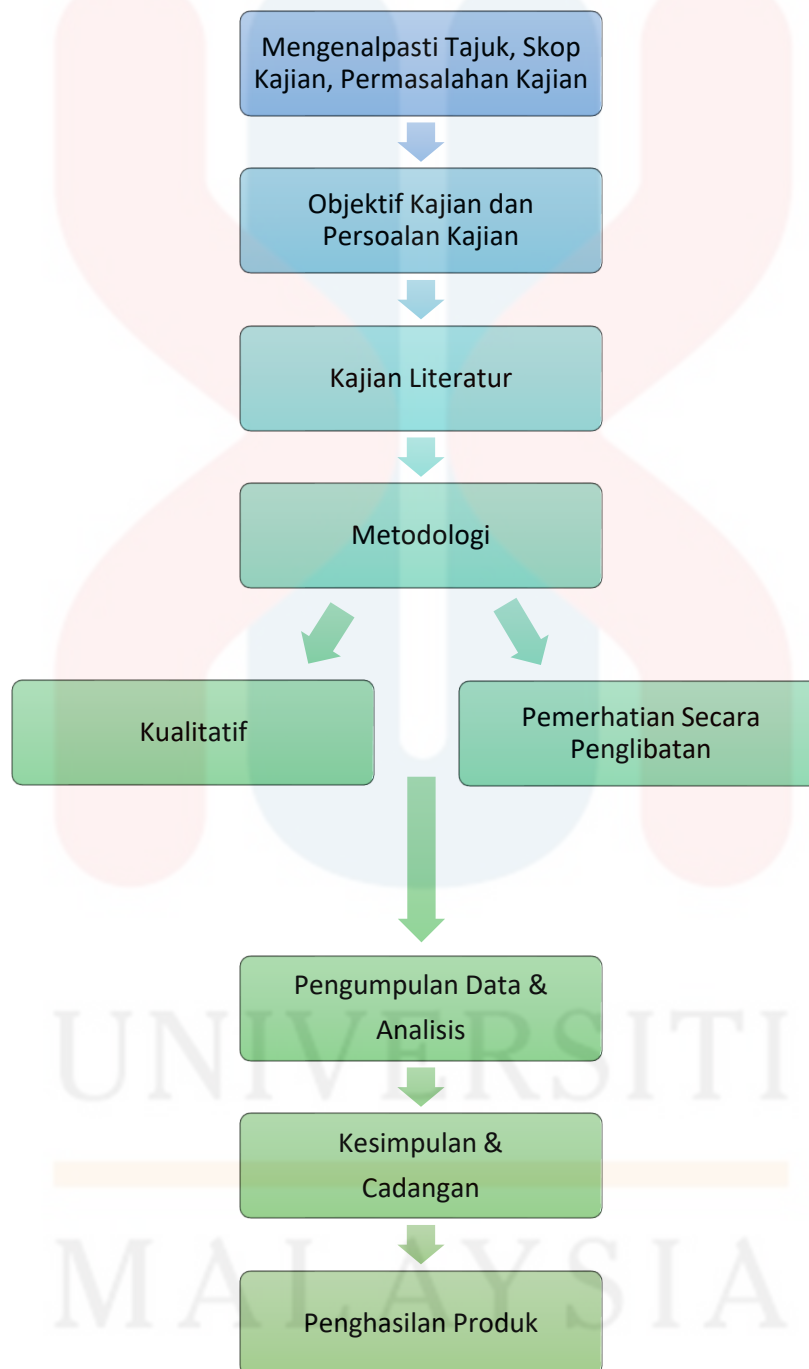 Mengenalpasti Tajuk, Skop
Kajian, Permasalahan Kajian
Objektif Kajian dan
Persoalan Kajian
Kajian Literatur
Metodologi
Kualitatif
Pemerhatian Secara
Penglibatan
Pengumpulan Data &
Analisis
UNIVERSITI
Kesimpulan &
Cadangan
MALAYSIA
Penghasilan Produk